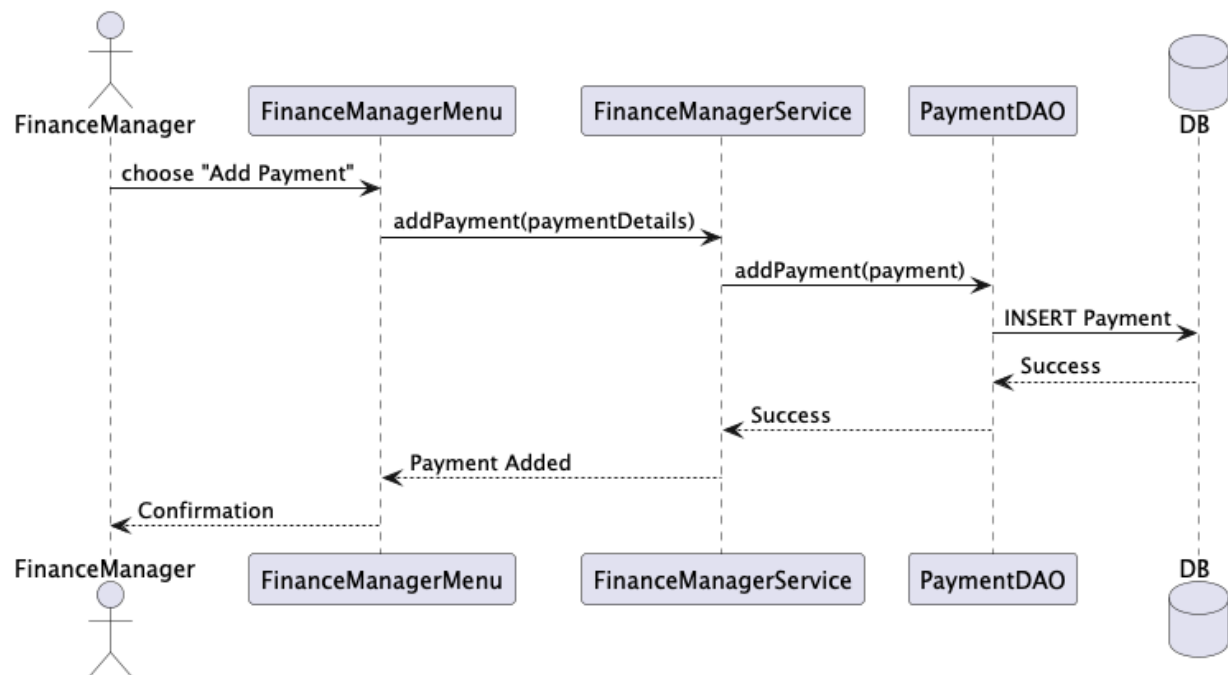 FinanceManager
FinanceManagerMenu
FinanceManagerService
PaymentDAO
DB
choose "Add Payment"
addPayment(paymentDetails)
addPayment(payment)
INSERT Payment
Success
Success
Payment Added
Confirmation
FinanceManager
FinanceManagerMenu
FinanceManagerService
PaymentDAO
DB